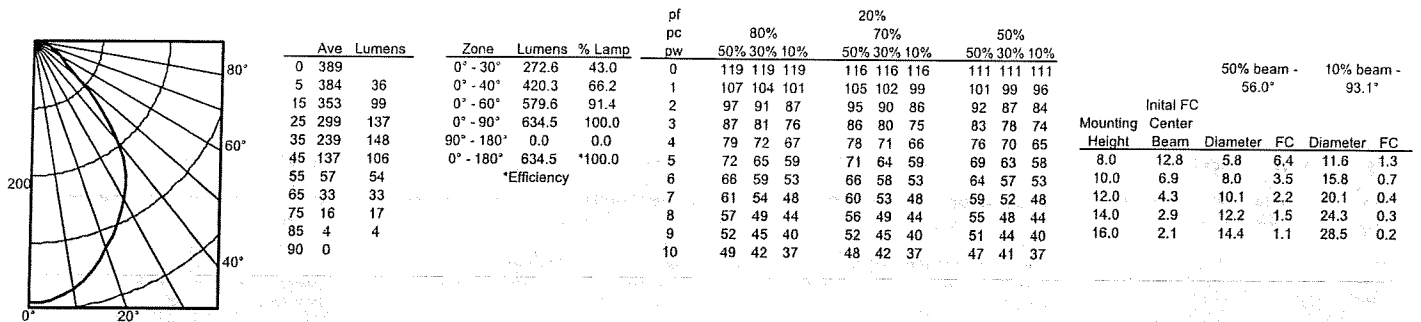 80°
60°
200
40°
0° 20°
Ave Lumens
0 389
5 384 36
15 353 99
25 299 137
35 239 148
45 137 106
55 57 54
65 33 33
75 16 17
85 4 4
90 0
Zone Lumens % Lamp
0° - 30° 272.6 43.0
0° - 40° 420.3 66.2
0° - 60° 579.6 91.4
0° - 90° 634.5 100.0
90° - 180° 0.0 0.0
0° - 180° 634.5 *100.0
*Efficiency
pf 20%
pc 80% 70% 50%
pw 50% 30% 10% 50% 30% 10% 50% 30% 10%
0 119 119 119 116 116 116 111 111 111
1 107 104 101 105 102 99 101 99 96
2 97 91 87 95 90 86 92 87 84
3 87 81 76 86 80 75 83 78 74
4 79 72 67 78 71 66 76 70 65
5 72 65 59 71 64 59 69 63 58
6 66 59 53 66 58 53 64 57 53
7 61 54 48 60 53 48 59 52 48
8 57 49 44 56 49 44 55 48 44
9 52 45 40 52 45 40 51 44 40
10 49 42 37 48 42 37 47 41 37
50% beam - 10% beam -
56.0° 93.1°
Inital FC
Mounting Center
Height Beam Diameter FC Diameter FC
8.0 12.8 5.8 6.4 11.6 1.3
10.0 6.9 8.0 3.5 15.8 0.7
12.0 4.3 10.1 2.2 20.1 0.4
14.0 2.9 12.2 1.5 24.3 0.3
16.0 2.1 14.4 1.1 28.5 0.2